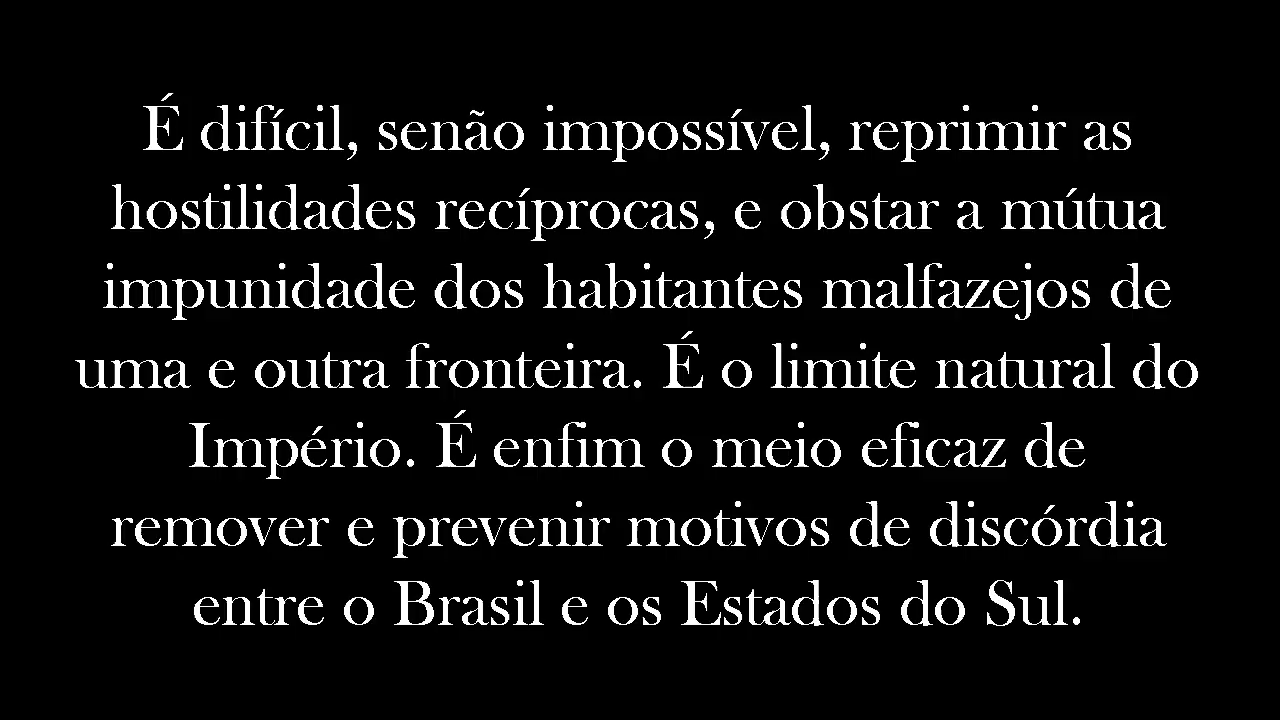 É difícil, senão impossível, reprimir as
hostilidades recíprocas, e obstar a mútua
impunidade dos habitantes malfazejos de
uma e outra fronteira. É o limite natural do
Império. É enfim o meio eficaz de
remover e prevenir motivos de discórdia
entre o Brasil e os Estados do Sul.